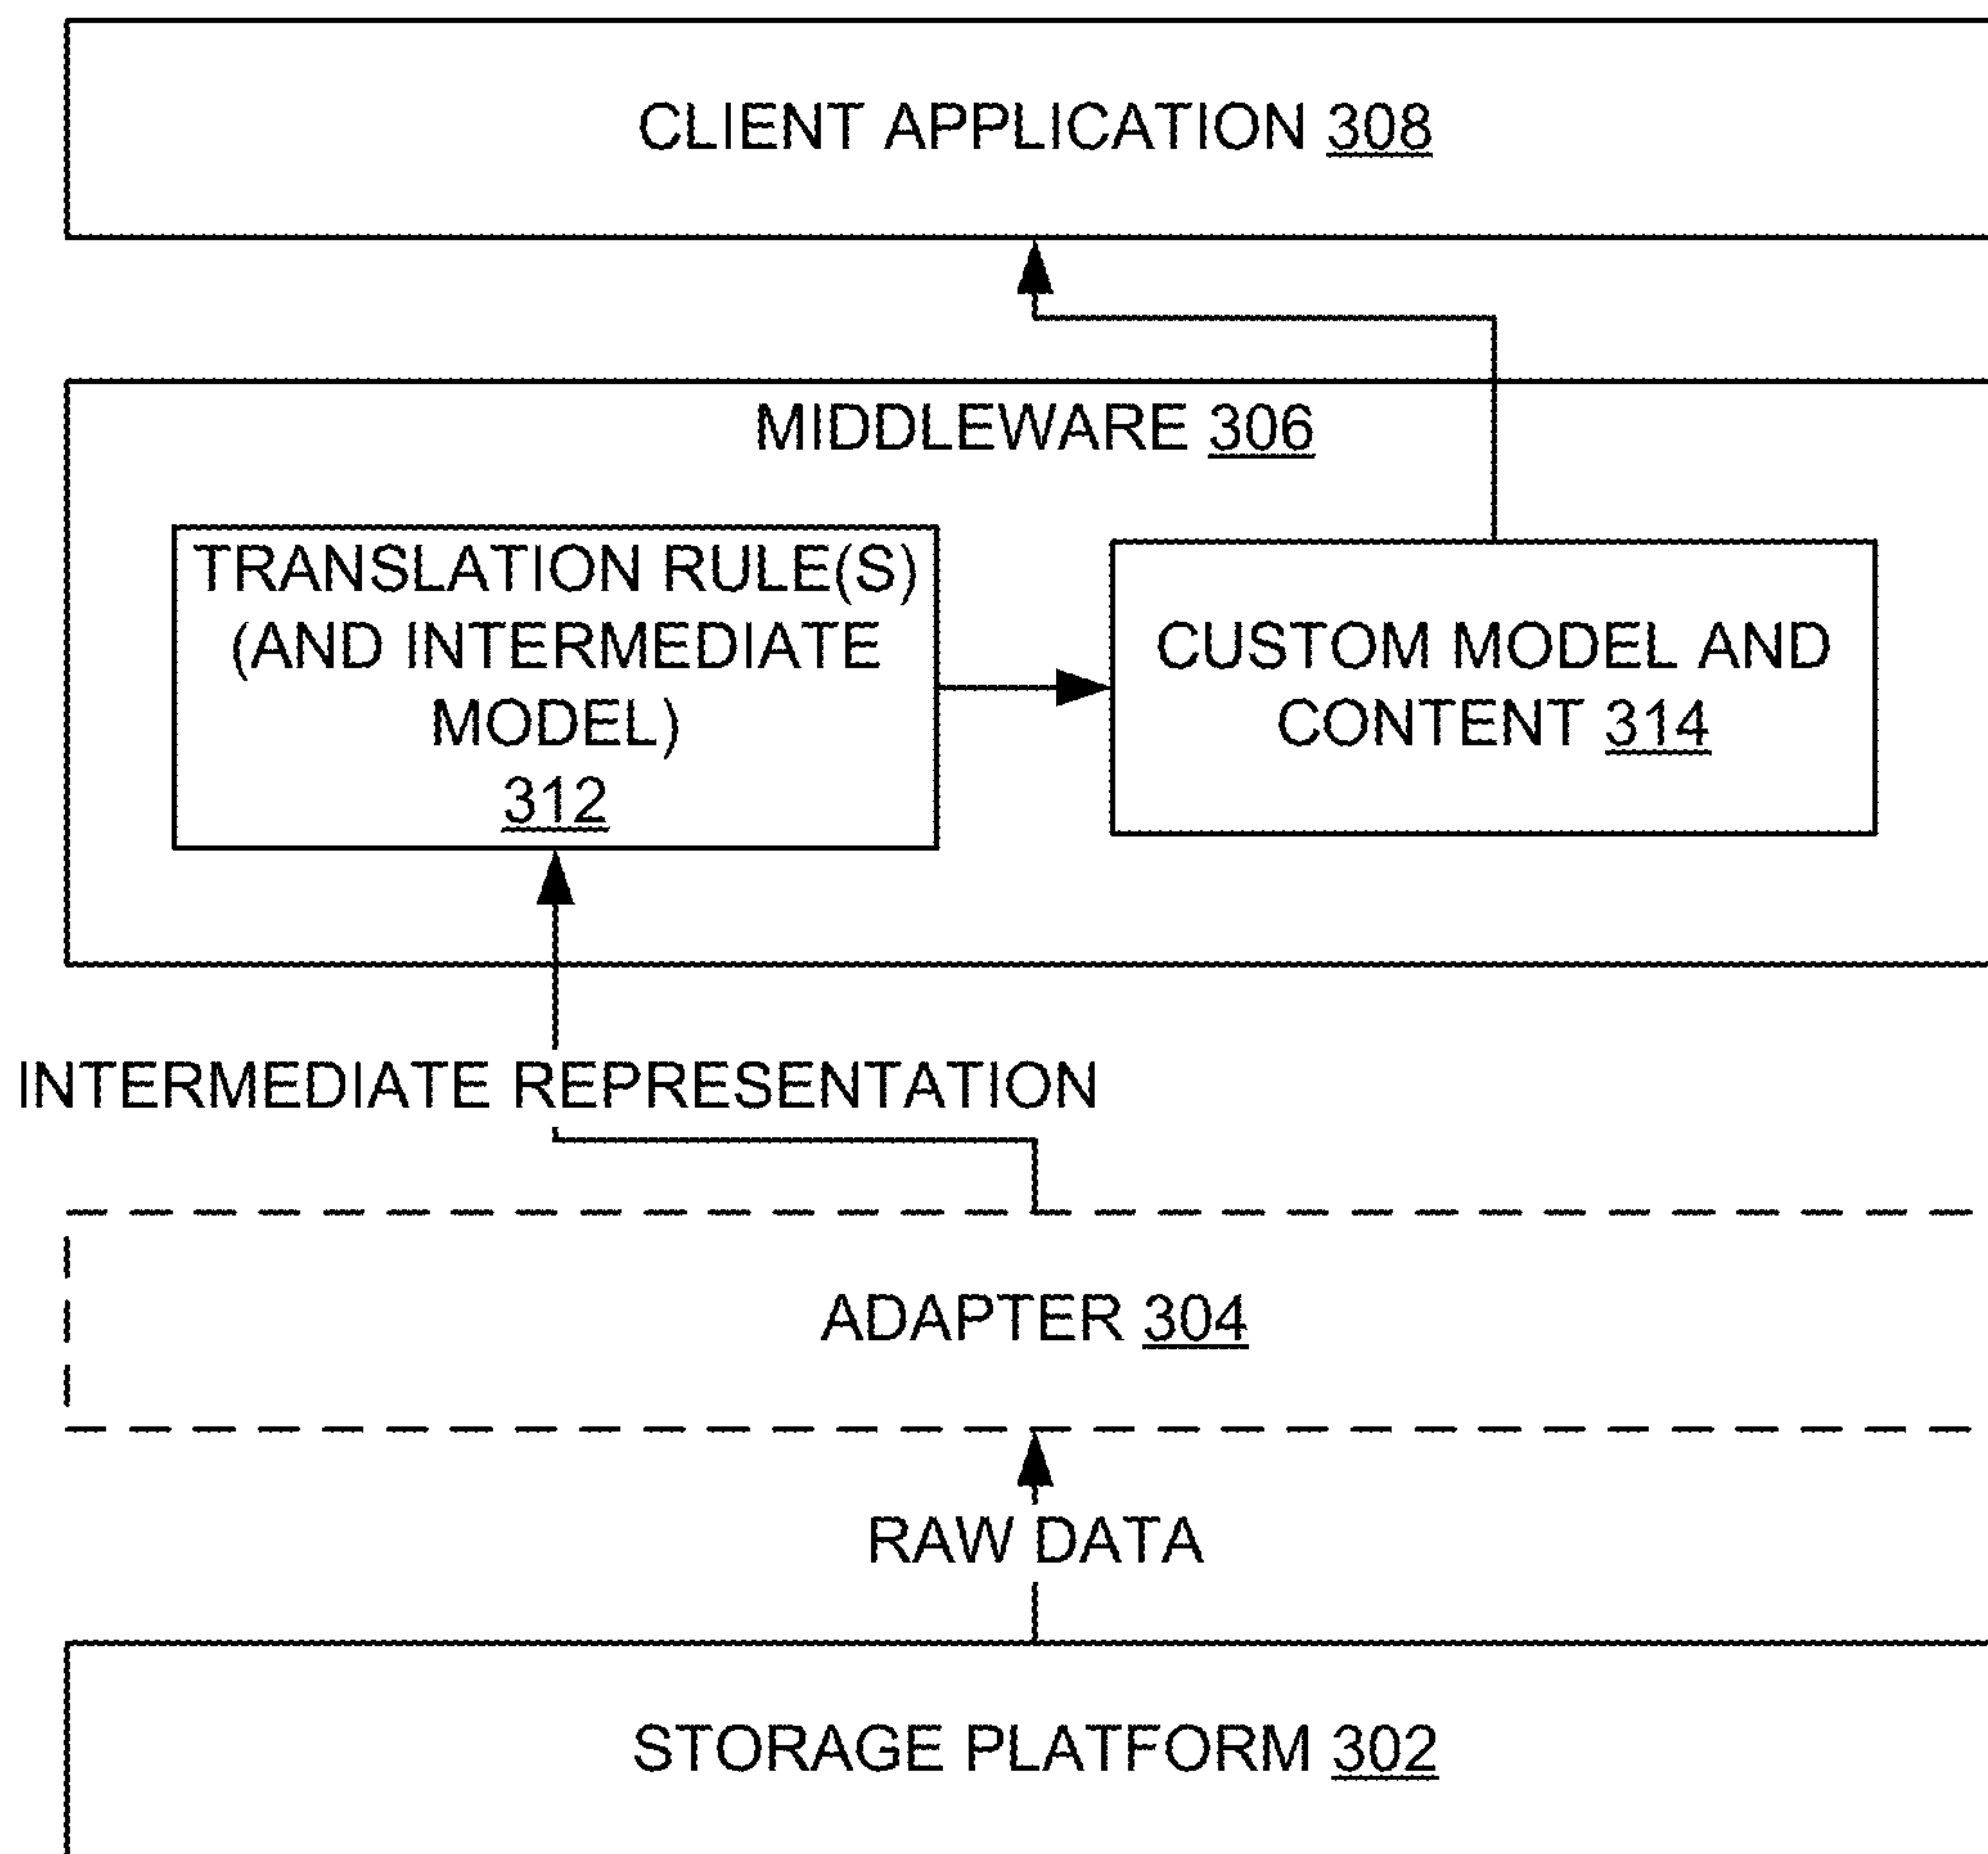 CLIENT APPLICATION 308
MIDDLEWARE 306
TRANSLATION RULE(S)
(AND INTERMEDIATE
MODEL)
312
CUSTOM MODEL AND
CONTENT 314
INTERMEDIATE REPRESENTATION
ADAPTER 304
RAW DATA
STORAGE PLATFORM 302